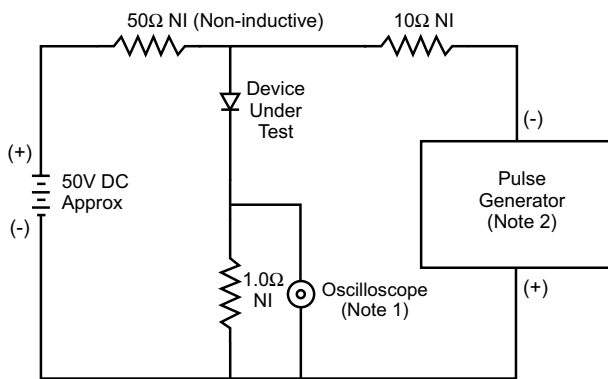 50Ω NI (Non-inductive)
10Ω NI
Device
Under
Test
(-)
(+)
50V DC
Approx
(-)
Pulse
Generator
(Note 2)
1.0Ω
NI
Oscilloscope
(Note 1)
(+)